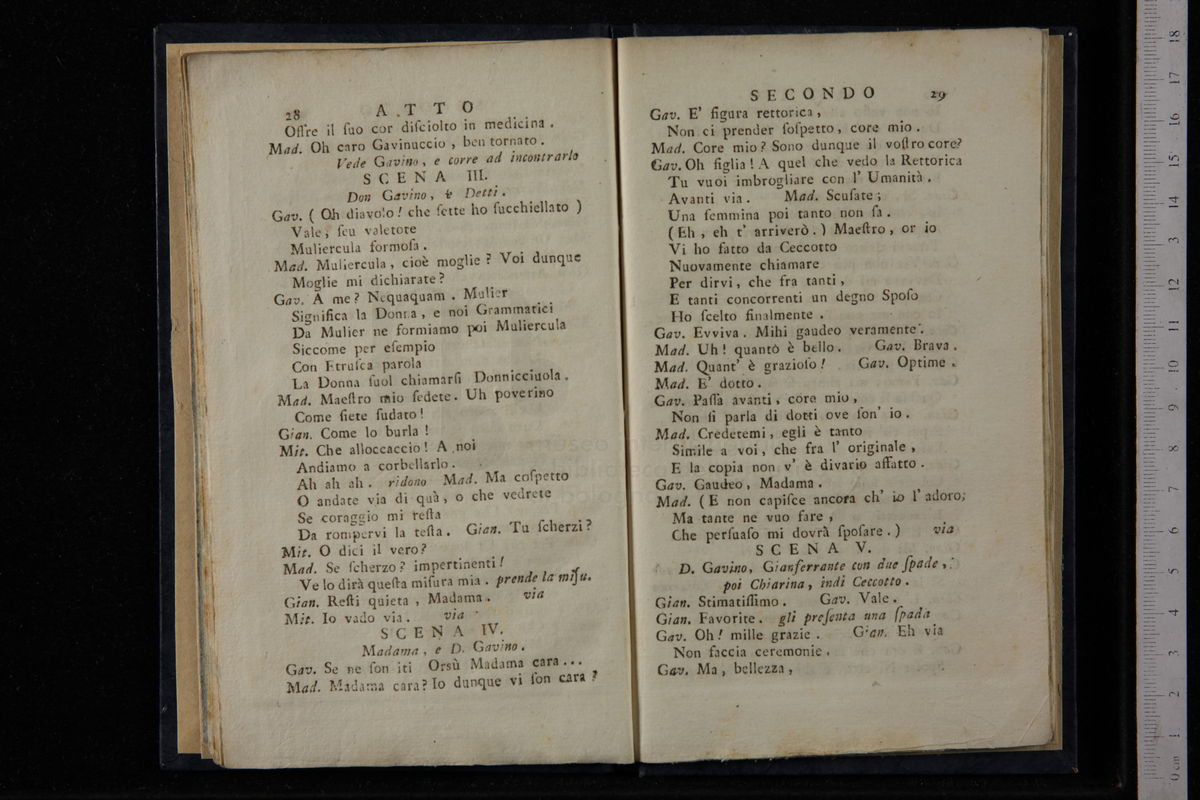 28 ATTO
Offre il ſuo cor diſciolto in medicina.
Mad. Oh caro Gavinuccio, ben tornato.
Vede Gavino, e corre ad incontrarlo
SCENA III.
Don Gavino, e Detti.
Gav. (Oh diavolo! che ſette ho ſucchiellato)
Vale, ſeu valetote
Muliercula formoſa.
Mad. Muliercula, cioè moglie? Voi dunque
Moglie mi dichiarate?
Gav. A me? Nequaquam. Mulier
Significa la Donna, e noi Grammatici
Da Mulier ne formiamo poi Muliercula
Siccome per eſempio
Con Etruſca parola
La Donna ſuol chiamarſi Donnicciuola.
Mad. Maeſtro mio ſedete. Uh poverino
Come ſiete ſudato!
Gian. Come lo burla!
Mit. Che alloccaccio! A noi
Andiamo a corbellarlo.
Ah ah ah. ridono Mad. Ma coſpetto
O andate via di quà, o che vedrete
Se coraggio mi reſta
Da rompervi la teſta. Gian. Tu ſcherzi?
Mit. O dici il vero?
Mad. Se ſcherzo? impertinenti!
Ve lo dirà queſta miſura mia. prende la miſu.
Gian. Reſti quieta, Madama. via
Mit. Io vado via. via
SCENA IV.
Madama, e D. Gavino.
Gav. Se ne ſon iti Orsù Madama cara...
Mad. Madama cara? Io dunque vi ſon cara?
SECONDO 29
Gav. E' figura rettorica,
Non ci prender ſoſpetto, core mio.
Mad. Core mio? Sono dunque il voſtro core?
Gav. Oh figlia! A quel che vedo la Rettorica
Tu vuoi imbrogliare con l' Umanità.
Avanti via. Mad. Scuſate;
Una femmina poi tanto non ſa.
(Eh, eh t' arriverò.) Maeſtro, or io
Vi ho fatto da Ceccotto
Nuovamente chiamare
Per dirvi, che fra tanti,
E tanti concorrenti un degno Spoſo
Ho ſcelto finalmente.
Gav. Evviva. Mihi gaudeo veramente.
Mad. Uh! quantò è bello. Gav. Brava.
Mad. Quant' è grazioſo! Gav. Optime.
Mad. E' dotto.
Gav. Paſſa avanti, core mio,
Non ſi parla di dotti ove ſon' io.
Mad. Credetemi, egli è tanto
Simile a voi, che fra l' originale,
E la copia non v' è divario affatto.
Gav. Gaudeo, Madama.
Mad. (E non capiſce ancora ch' io l' adoro;
Ma tante ne vuo fare,
Che perſuaſo mi dovrà ſpoſare.) via
SCENA V.
D. Gavino, Gianferrante con due ſpade,
poi Chiarina, indi Ceccotto.
Gian. Stimatiſſimo. Gav. Vale.
Gian. Favorite. gli preſenta una ſpada
Gav. Oh! mille grazie. Gian. Eh via
Non faccia ceremonie.
Gav. Ma, bellezza,